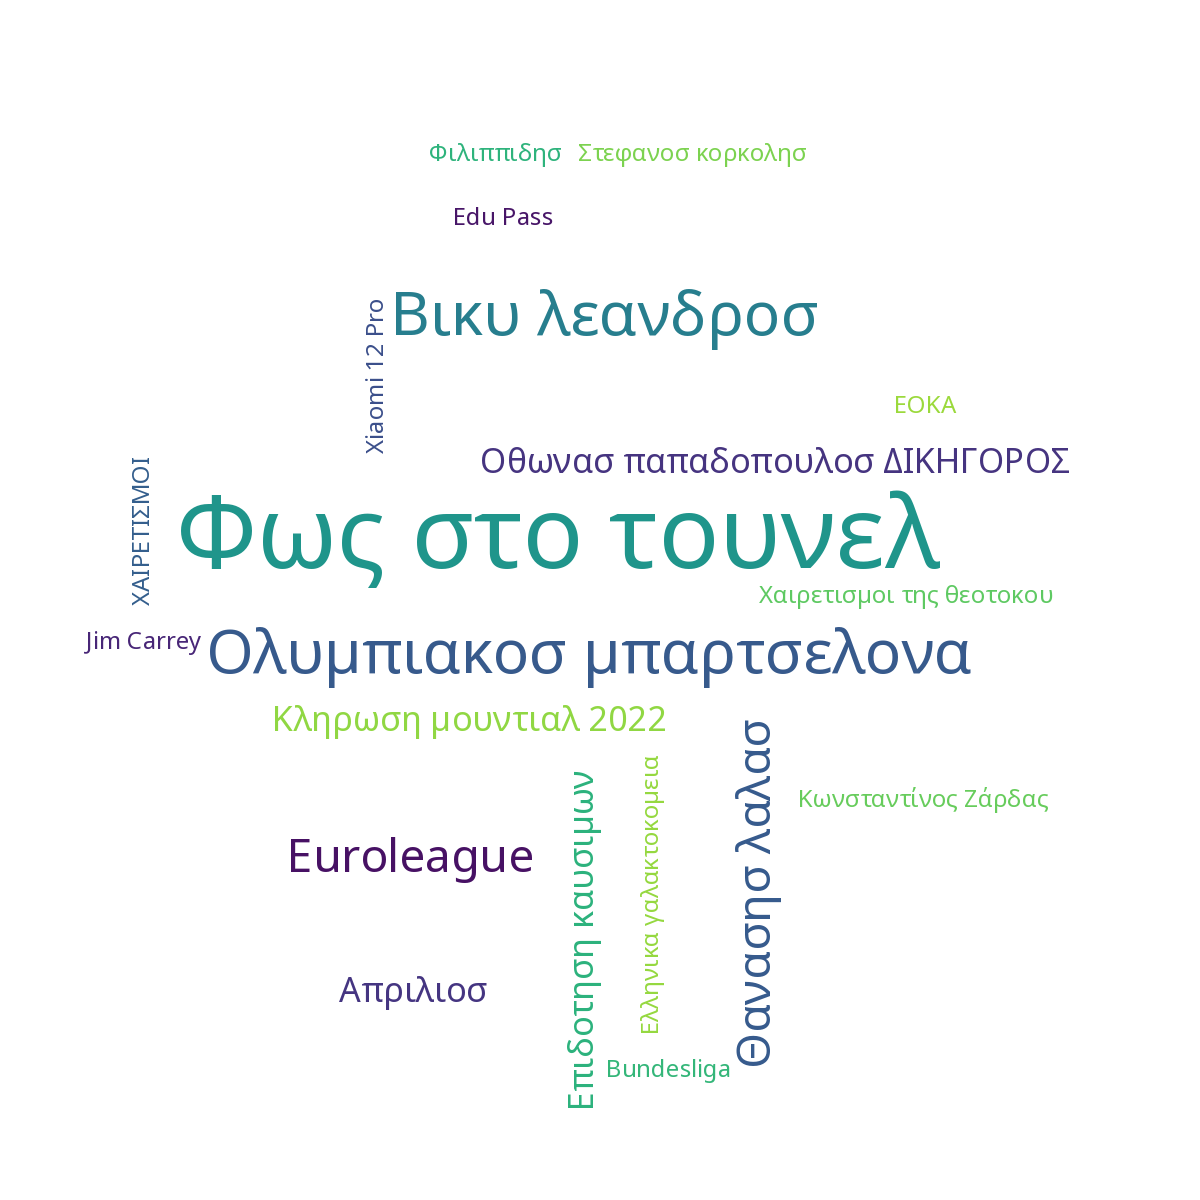 Φιλιππιδησ Στεφανοσ κορκολησ
Edu Pass
Βικυ λεανδροσ
Xiaomi 12 Pro
ΕΟΚΑ
Οθωνασ παπαδοπουλοσ ΔΙΚΗΓΟΡΟΣ
ΧΑΙΡΕΤΙΣΜΟΙ
Φως στο τουνελ
Χαιρετισμοι της θεοτοκου
Jim Carrey
Ολυμπιακοσ μπαρτσελονα
Κληρωση μουντιαλ 2022
Θανασησ λαλασ
Επιδοτηση καυσιμων
Ελληνικα γαλακτοκομεια
Κωνσταντίνος Ζάρδας
Euroleague
Απριλιοσ
Bundesliga